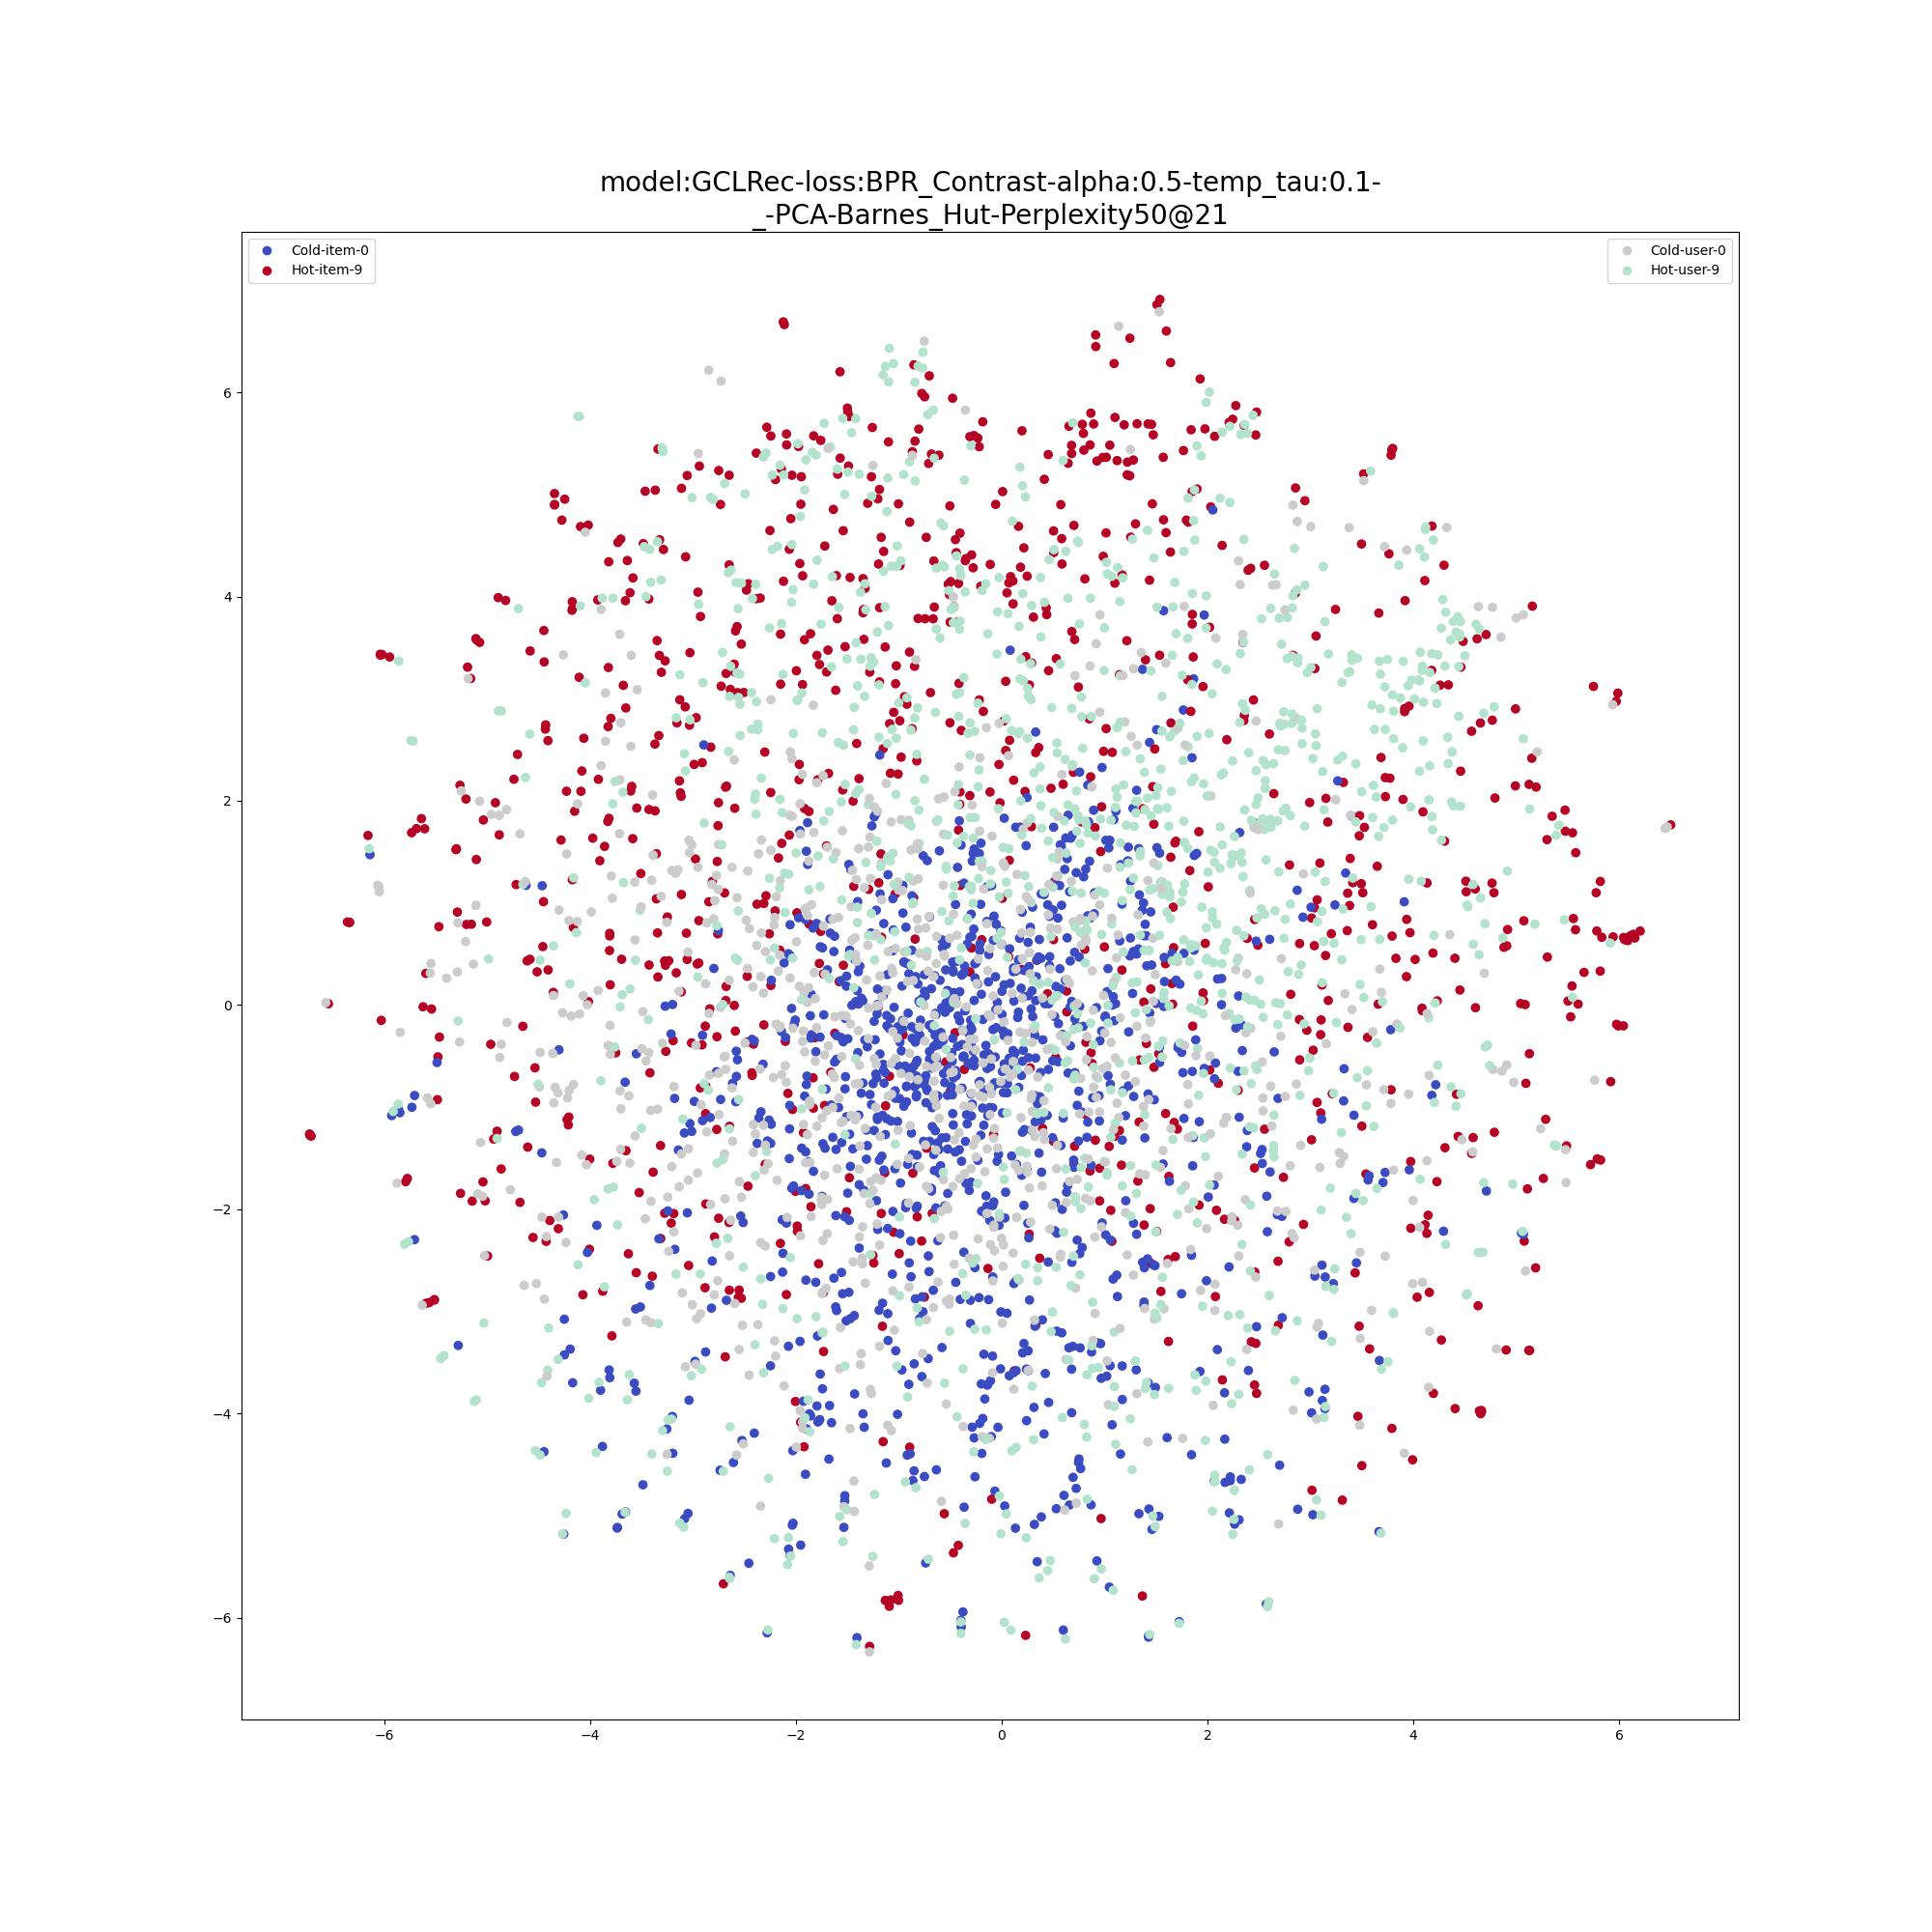 model:GCLRec-loss:BPR_Contrast-alpha:0.5-temp_tau:0.1-
_-PCA-Barnes_Hut-Perplexity50@21
Cold-item-0
Hot-item-9
Cold-user-0
Hot-user-9
6
4
2
0
−2
−4
−6
−6
−4
−2
0
2
4
6